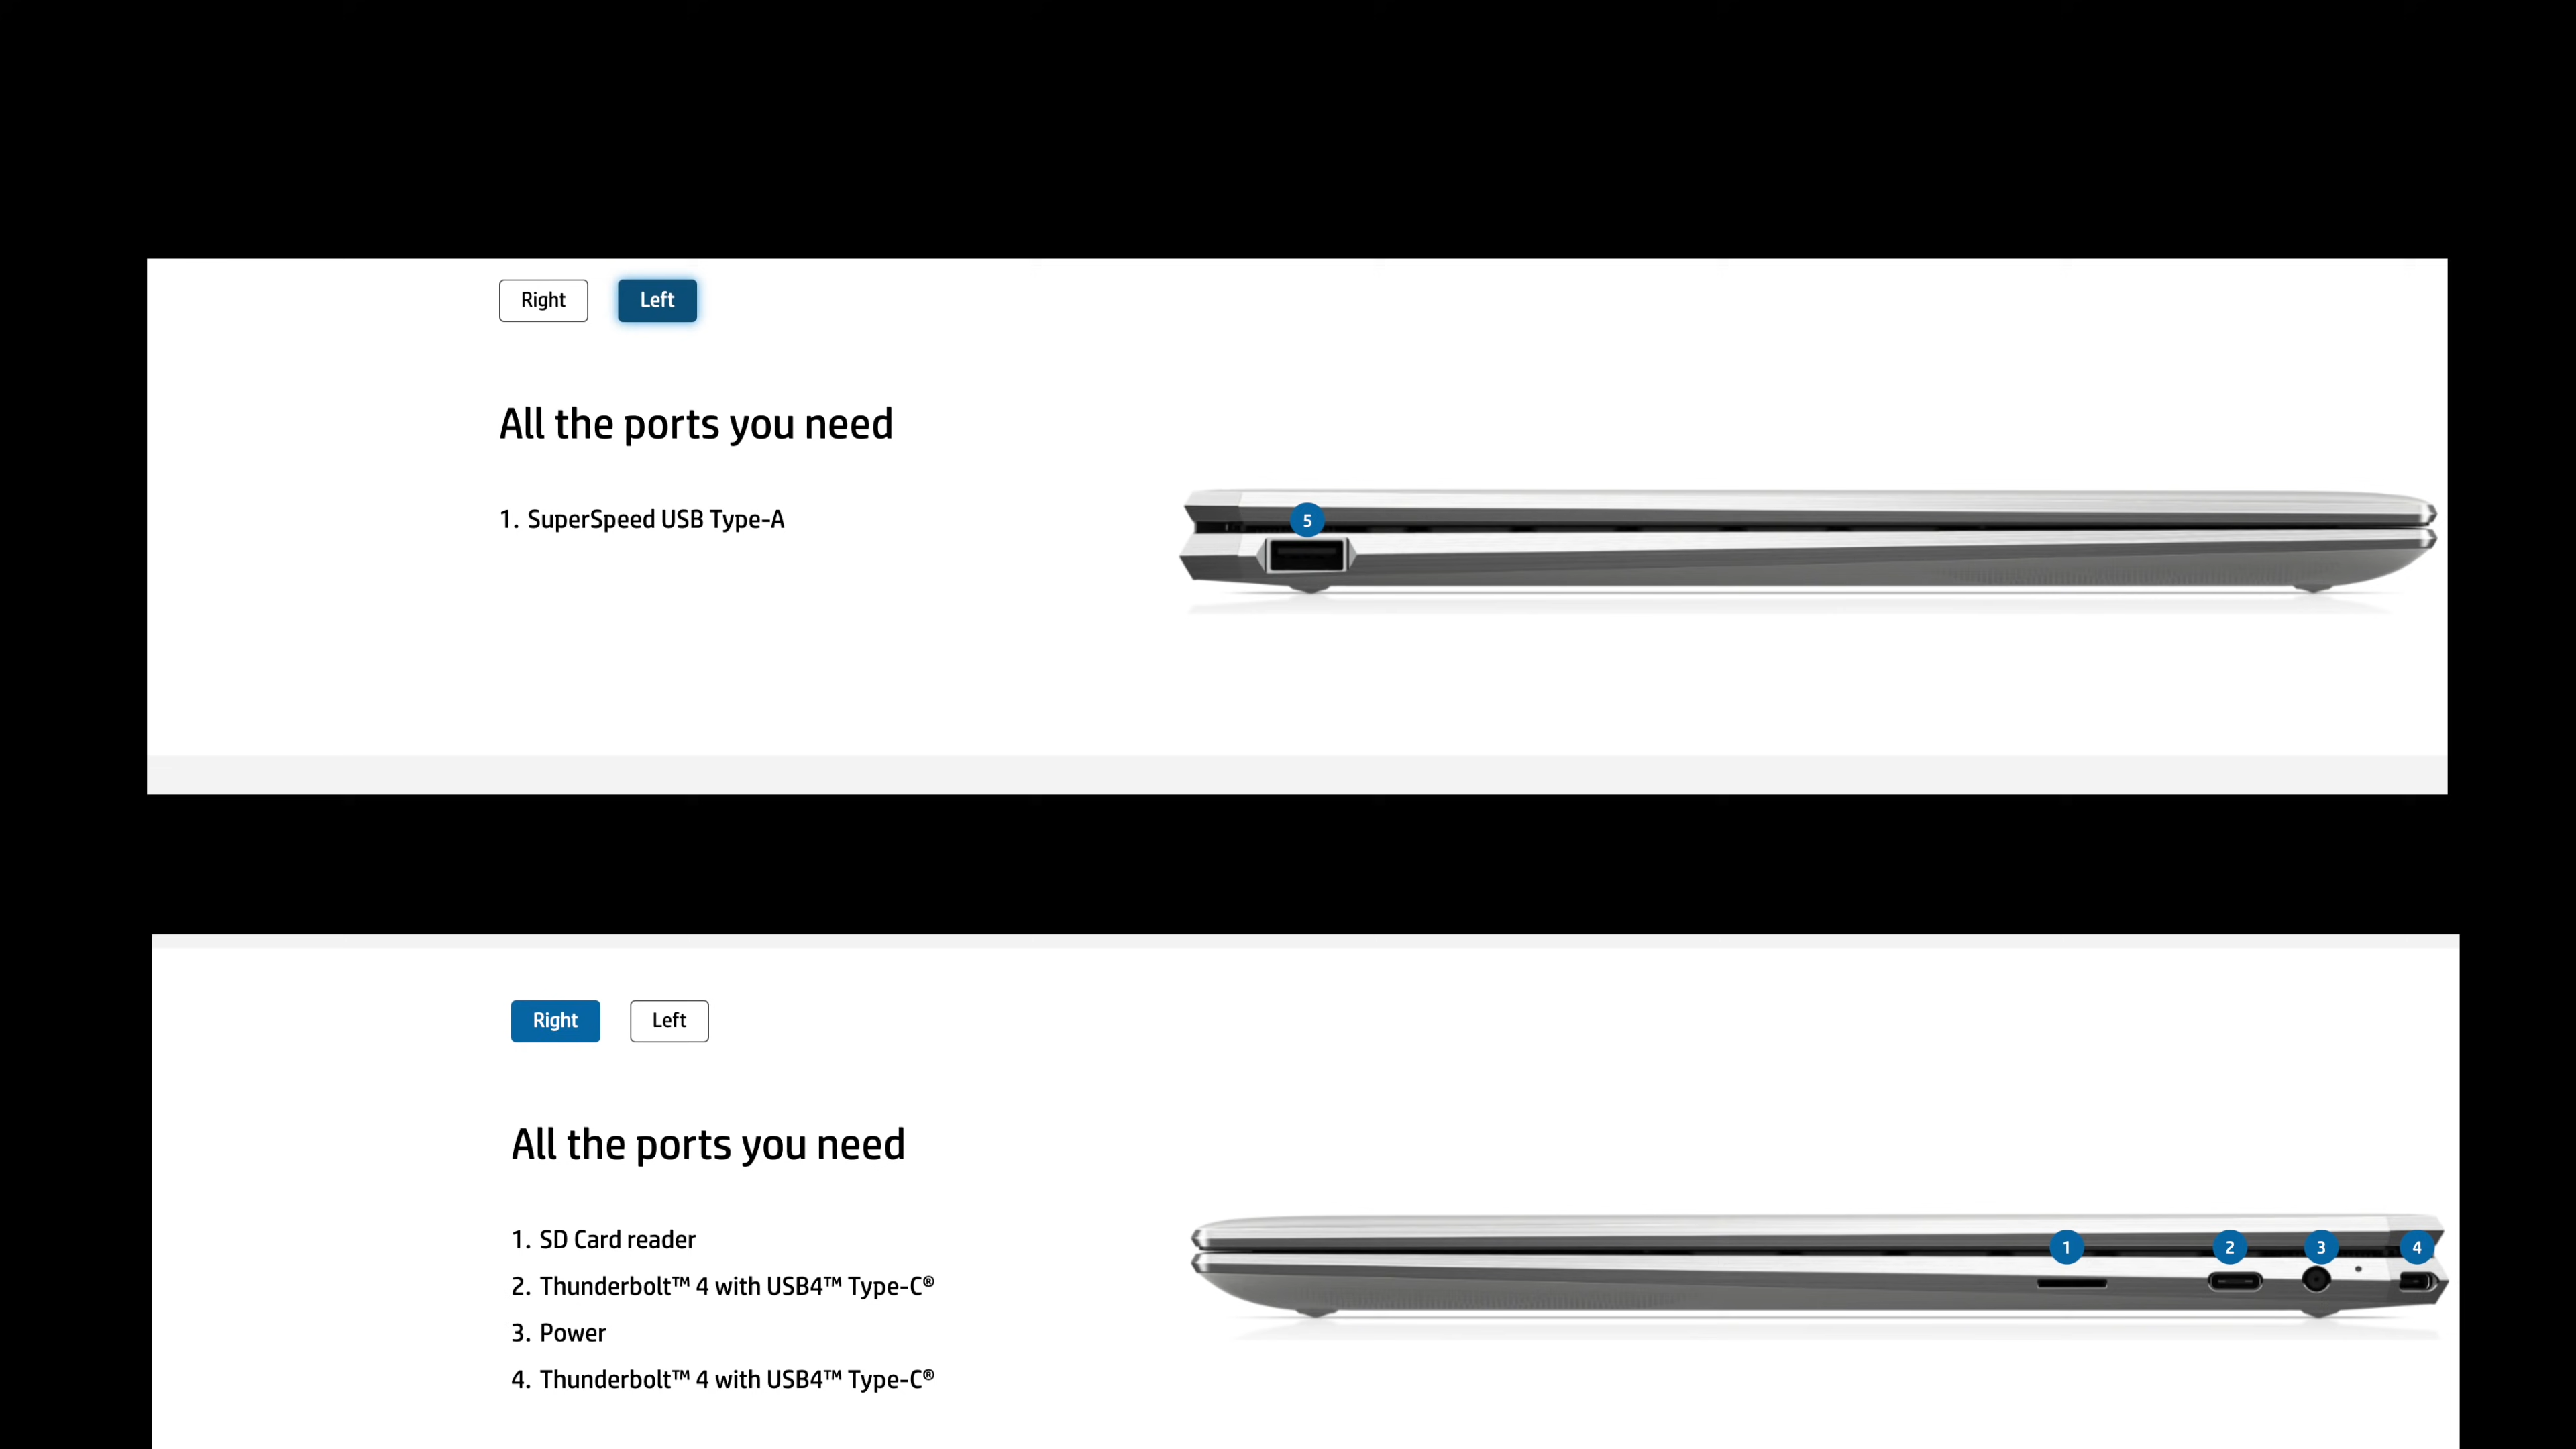 Right Left
All the ports you need
1. SuperSpeed USB Type-A
5
Right Left
All the ports you need
1. SD Card reader
2. Thunderbolt™ 4 with USB4™ Type-C®
3. Power
4. Thunderbolt™ 4 with USB4™ Type-C®
1 2 3 4